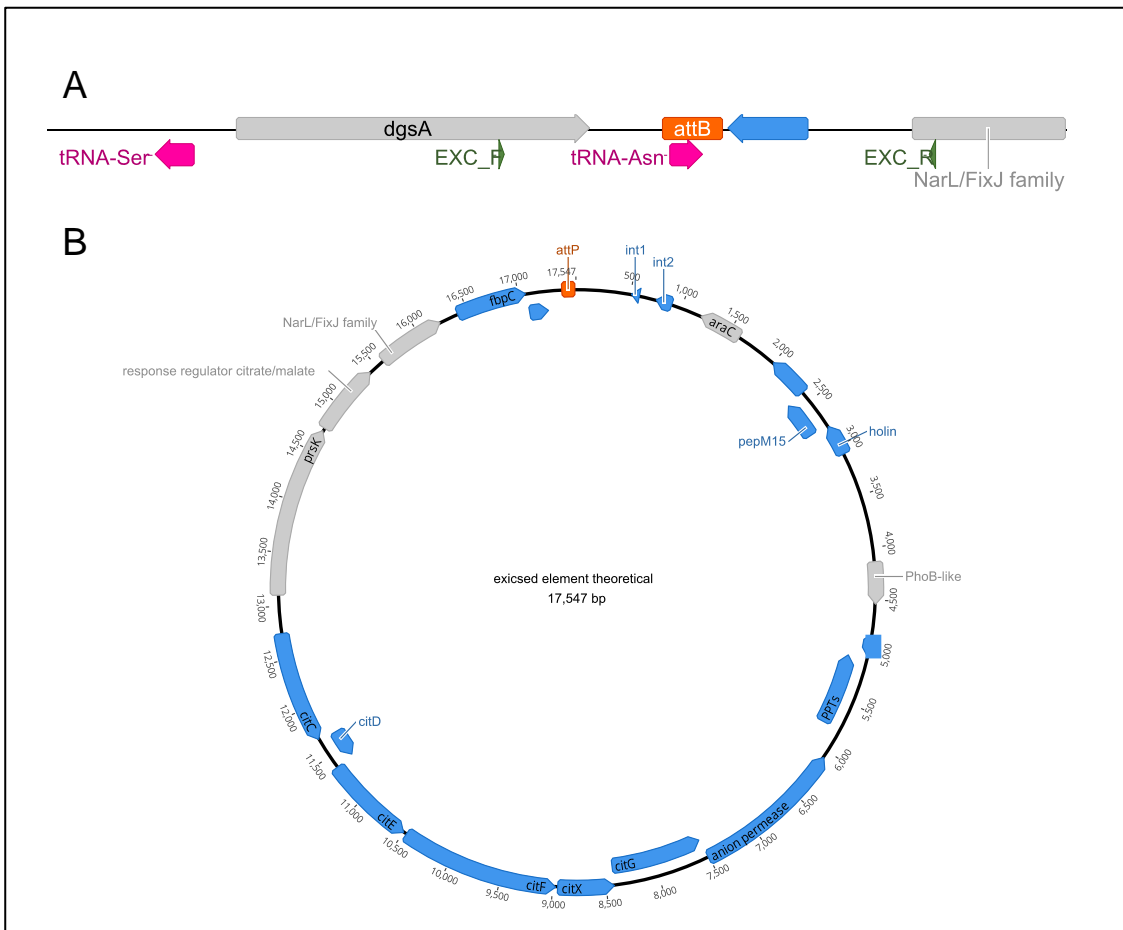 A
dgsA
attB
tRNA-Ser
EXC_F
tRNA-Asn
EXC_R
NarL/FixJ family
B
attP
int1
int2
17,547
500
1,000
araC
1,500
2,000
2,500
pepM15
holin
3,000
3,500
4,000
PhoB-like
4,500
5,000
PPTs
5,500
6,000
anion permease
6,500
7,000
7,500
citG
8,000
citX
8,500
9,000
citF
9,500
10,000
10,500
citE
11,000
11,500
citD
citC
12,000
12,500
13,000
13,500
14,000
prsK
14,500
15,000
response regulator citrate/malate
15,500
NarL/FixJ family
16,000
16,500
fbpC
17,000
exicsed element theoretical
17,547 bp